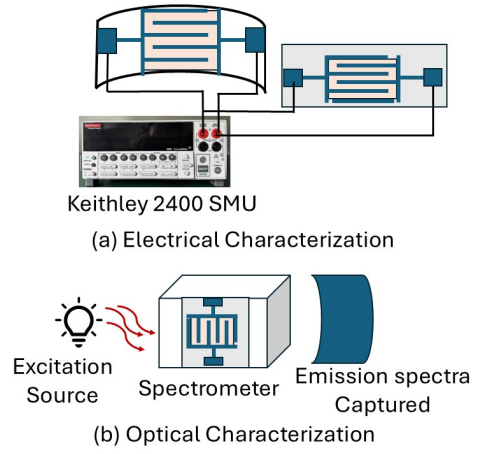 Keithley 2400 SMU
(a) Electrical Characterization
Excitation
Source
Spectrometer
Emission spectra
Captured
(b) Optical Characterization